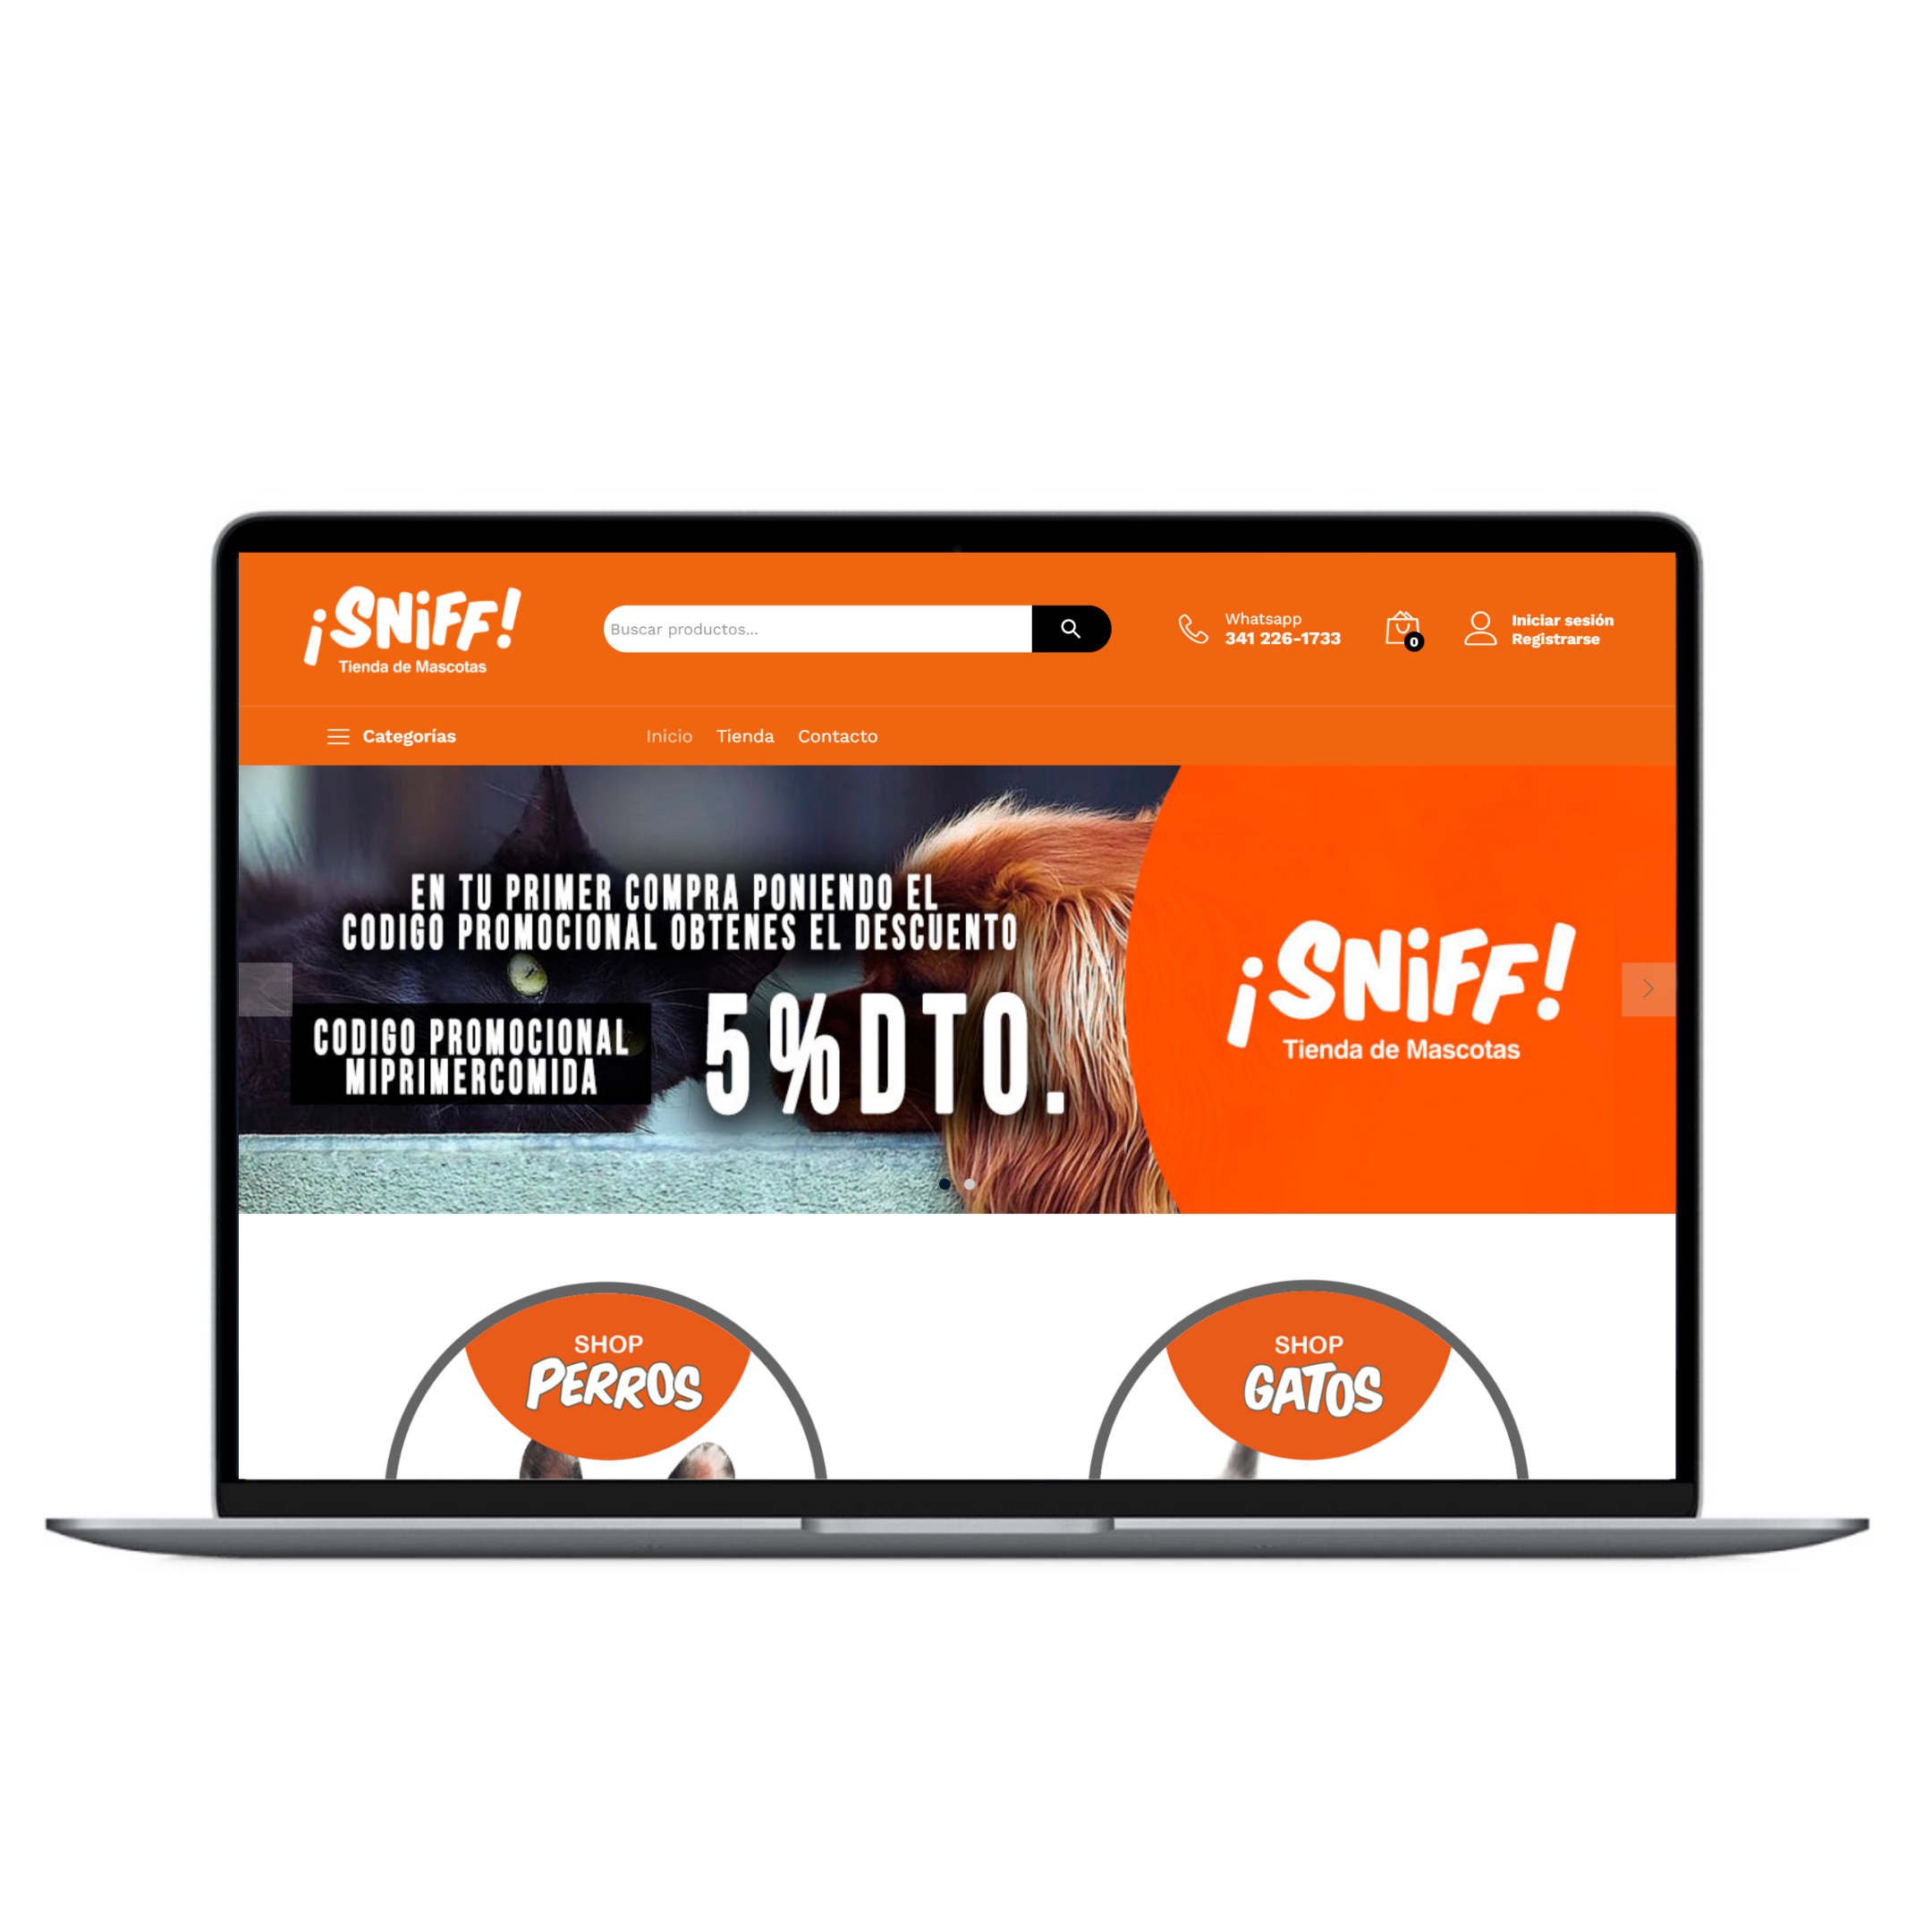 ¡SNiFF!
Tienda de Mascotas
Buscar productos...
Whatsapp
341 226-1733
0
Iniciar sesión
Registrarse
Categorías
Inicio
Tienda
Contacto
EN TU PRIMER COMPRA PONIENDO EL
CODIGO PROMOCIONAL OBTENES EL DESCUENTO
CODIGO PROMOCIONAL
MIPRIMERCOMIDA
5%DTO.
¡SNiFF!
Tienda de Mascotas
SHOP
PERROS
SHOP
GATOS